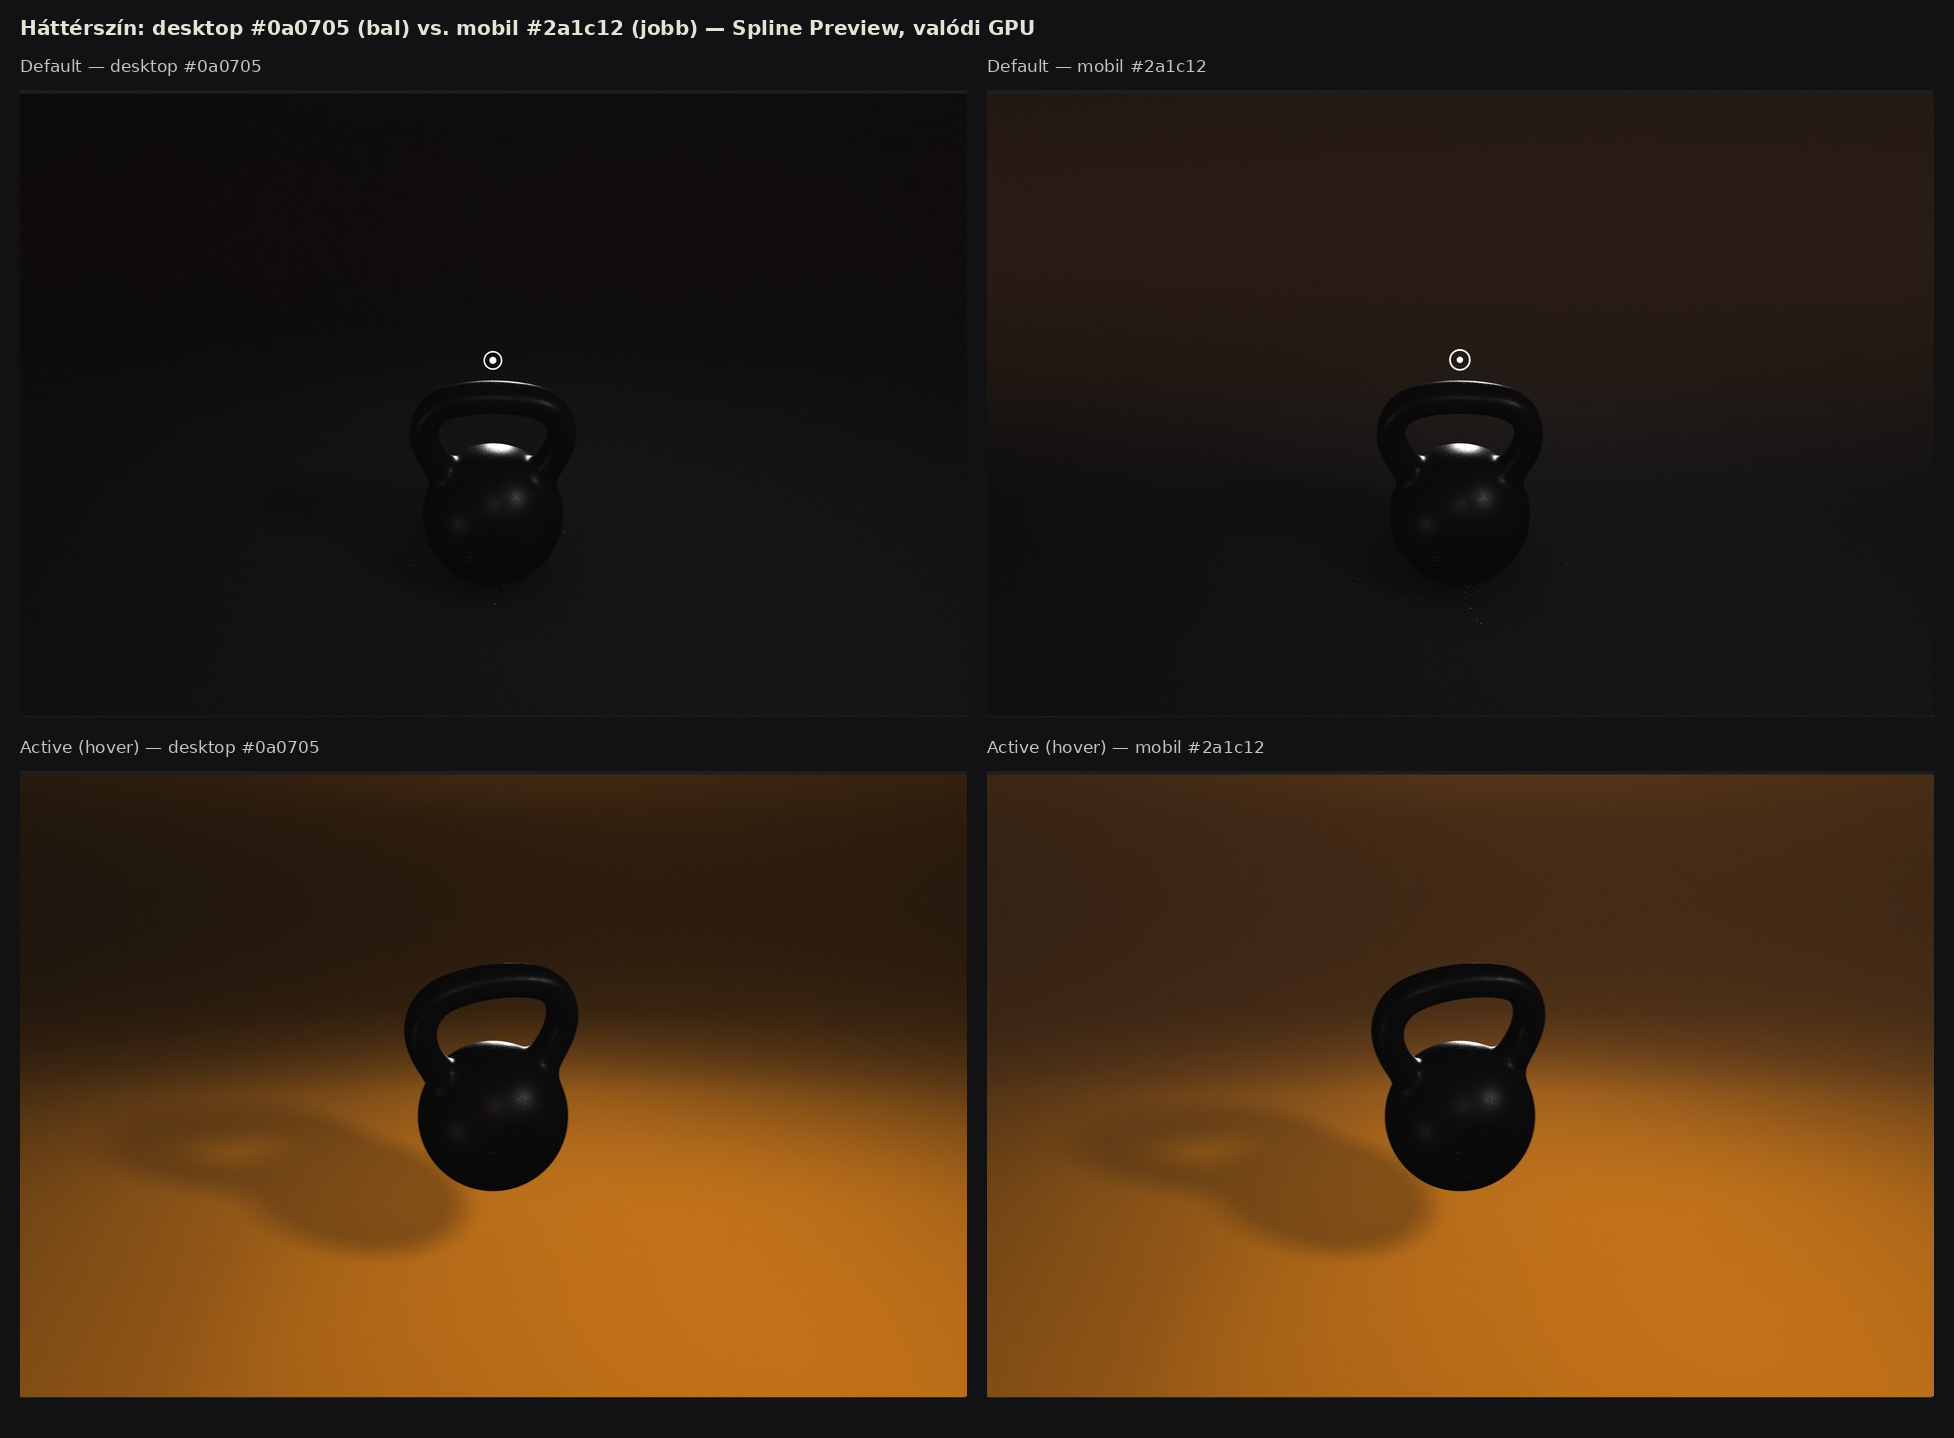 Háttérszín: desktop #0a0705 (bal) vs. mobil #2a1c12 (jobb) — Spline Preview, valódi GPU
Default — desktop #0a0705
Default — mobil #2a1c12
Active (hover) — desktop #0a0705
Active (hover) — mobil #2a1c12